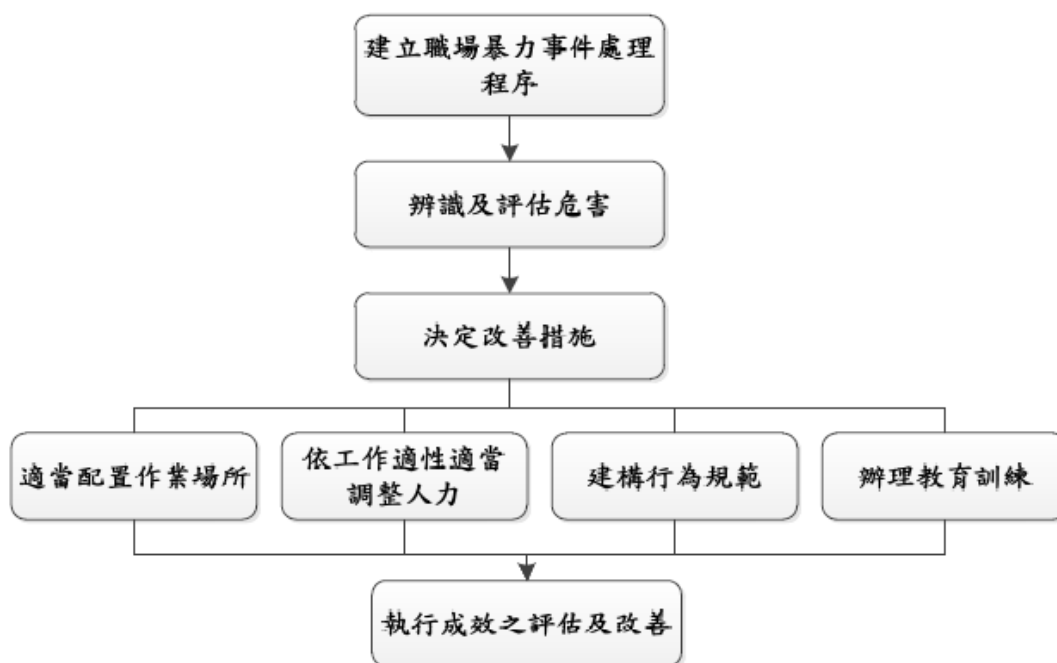 建立職場暴力事件處理
程序
辨識及評估危害
決定改善措施
適當配置作業場所
依工作適性適當
調整人力
建構行為規範
辦理教育訓練
執行成效之評估及改善